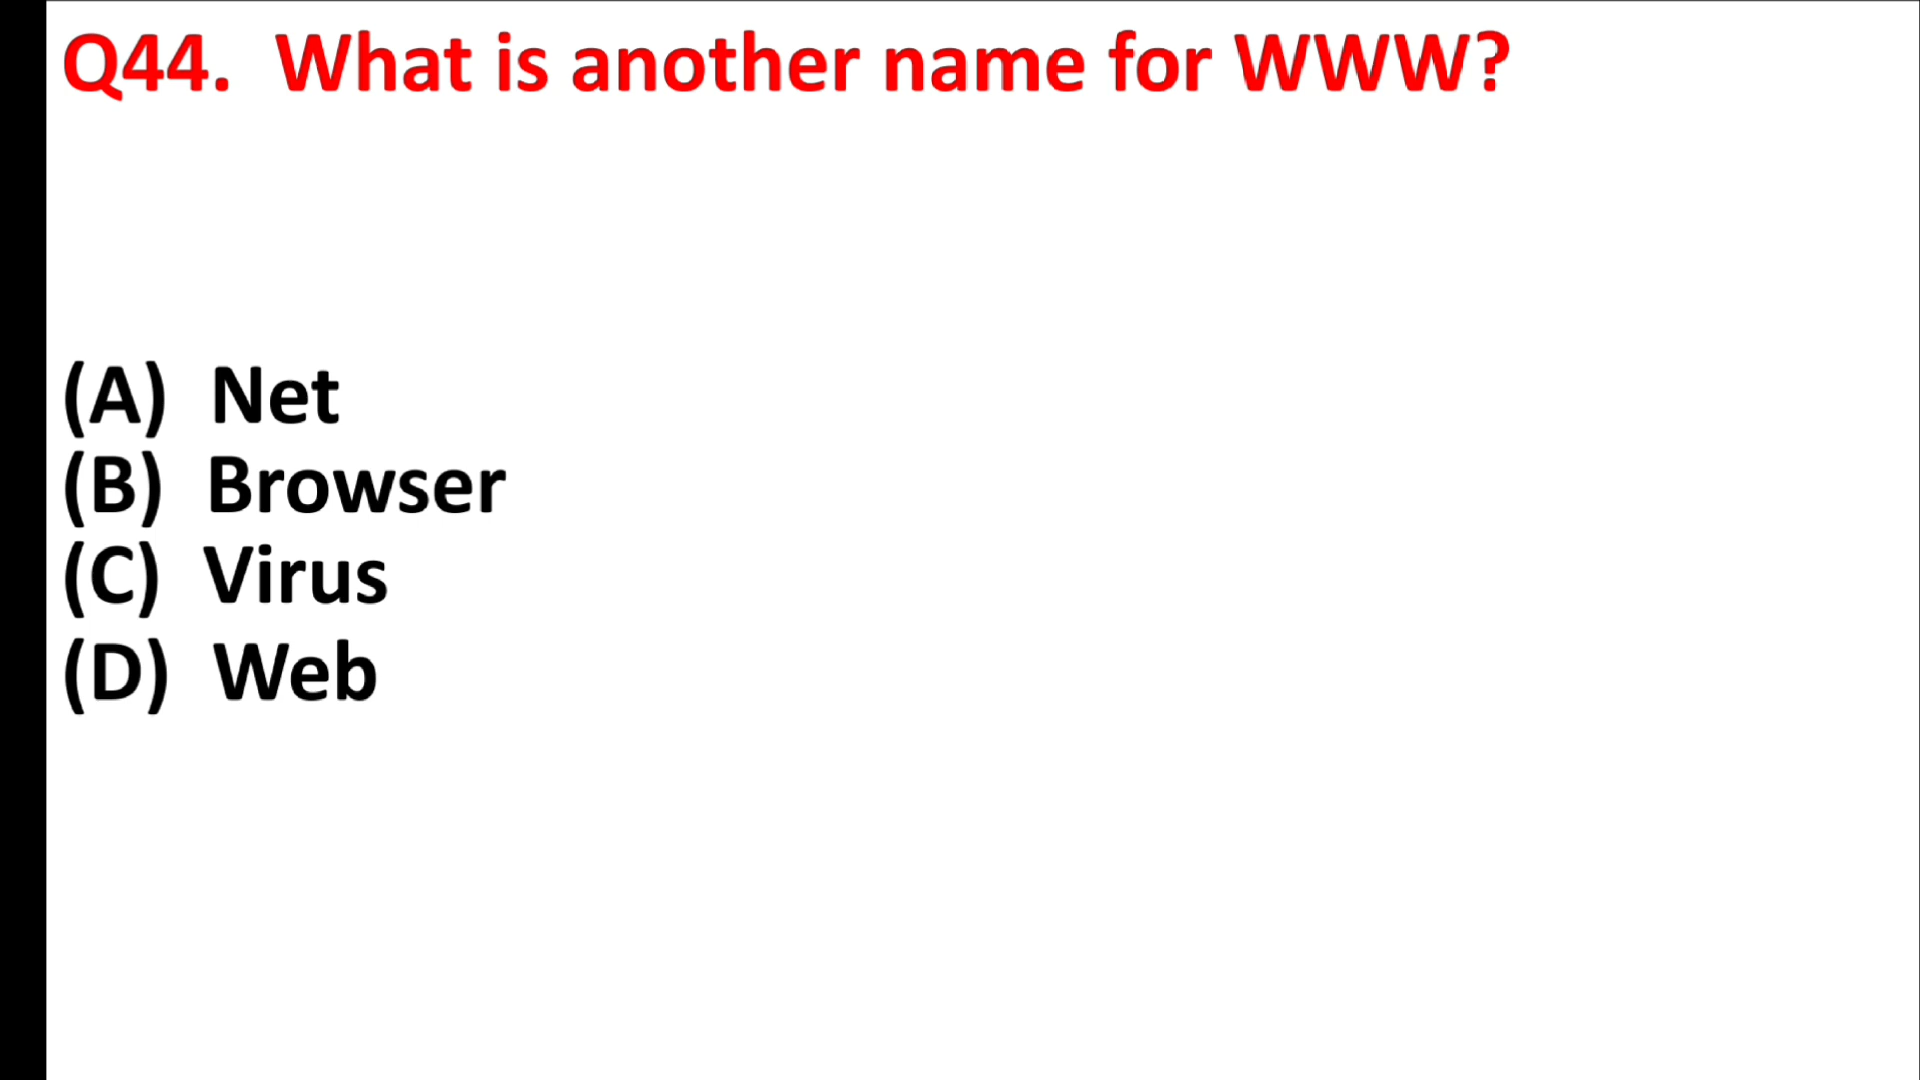 Q44. What is another name for WWW?
(A) Net
(B) Browser
(C) Virus
(D) Web